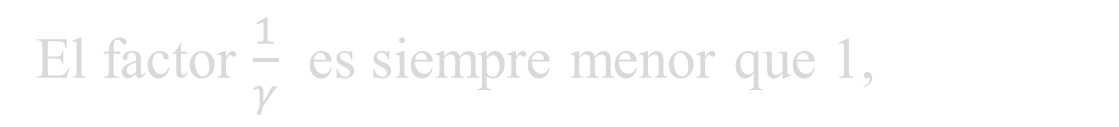 El factor 1/γ es siempre menor que 1,